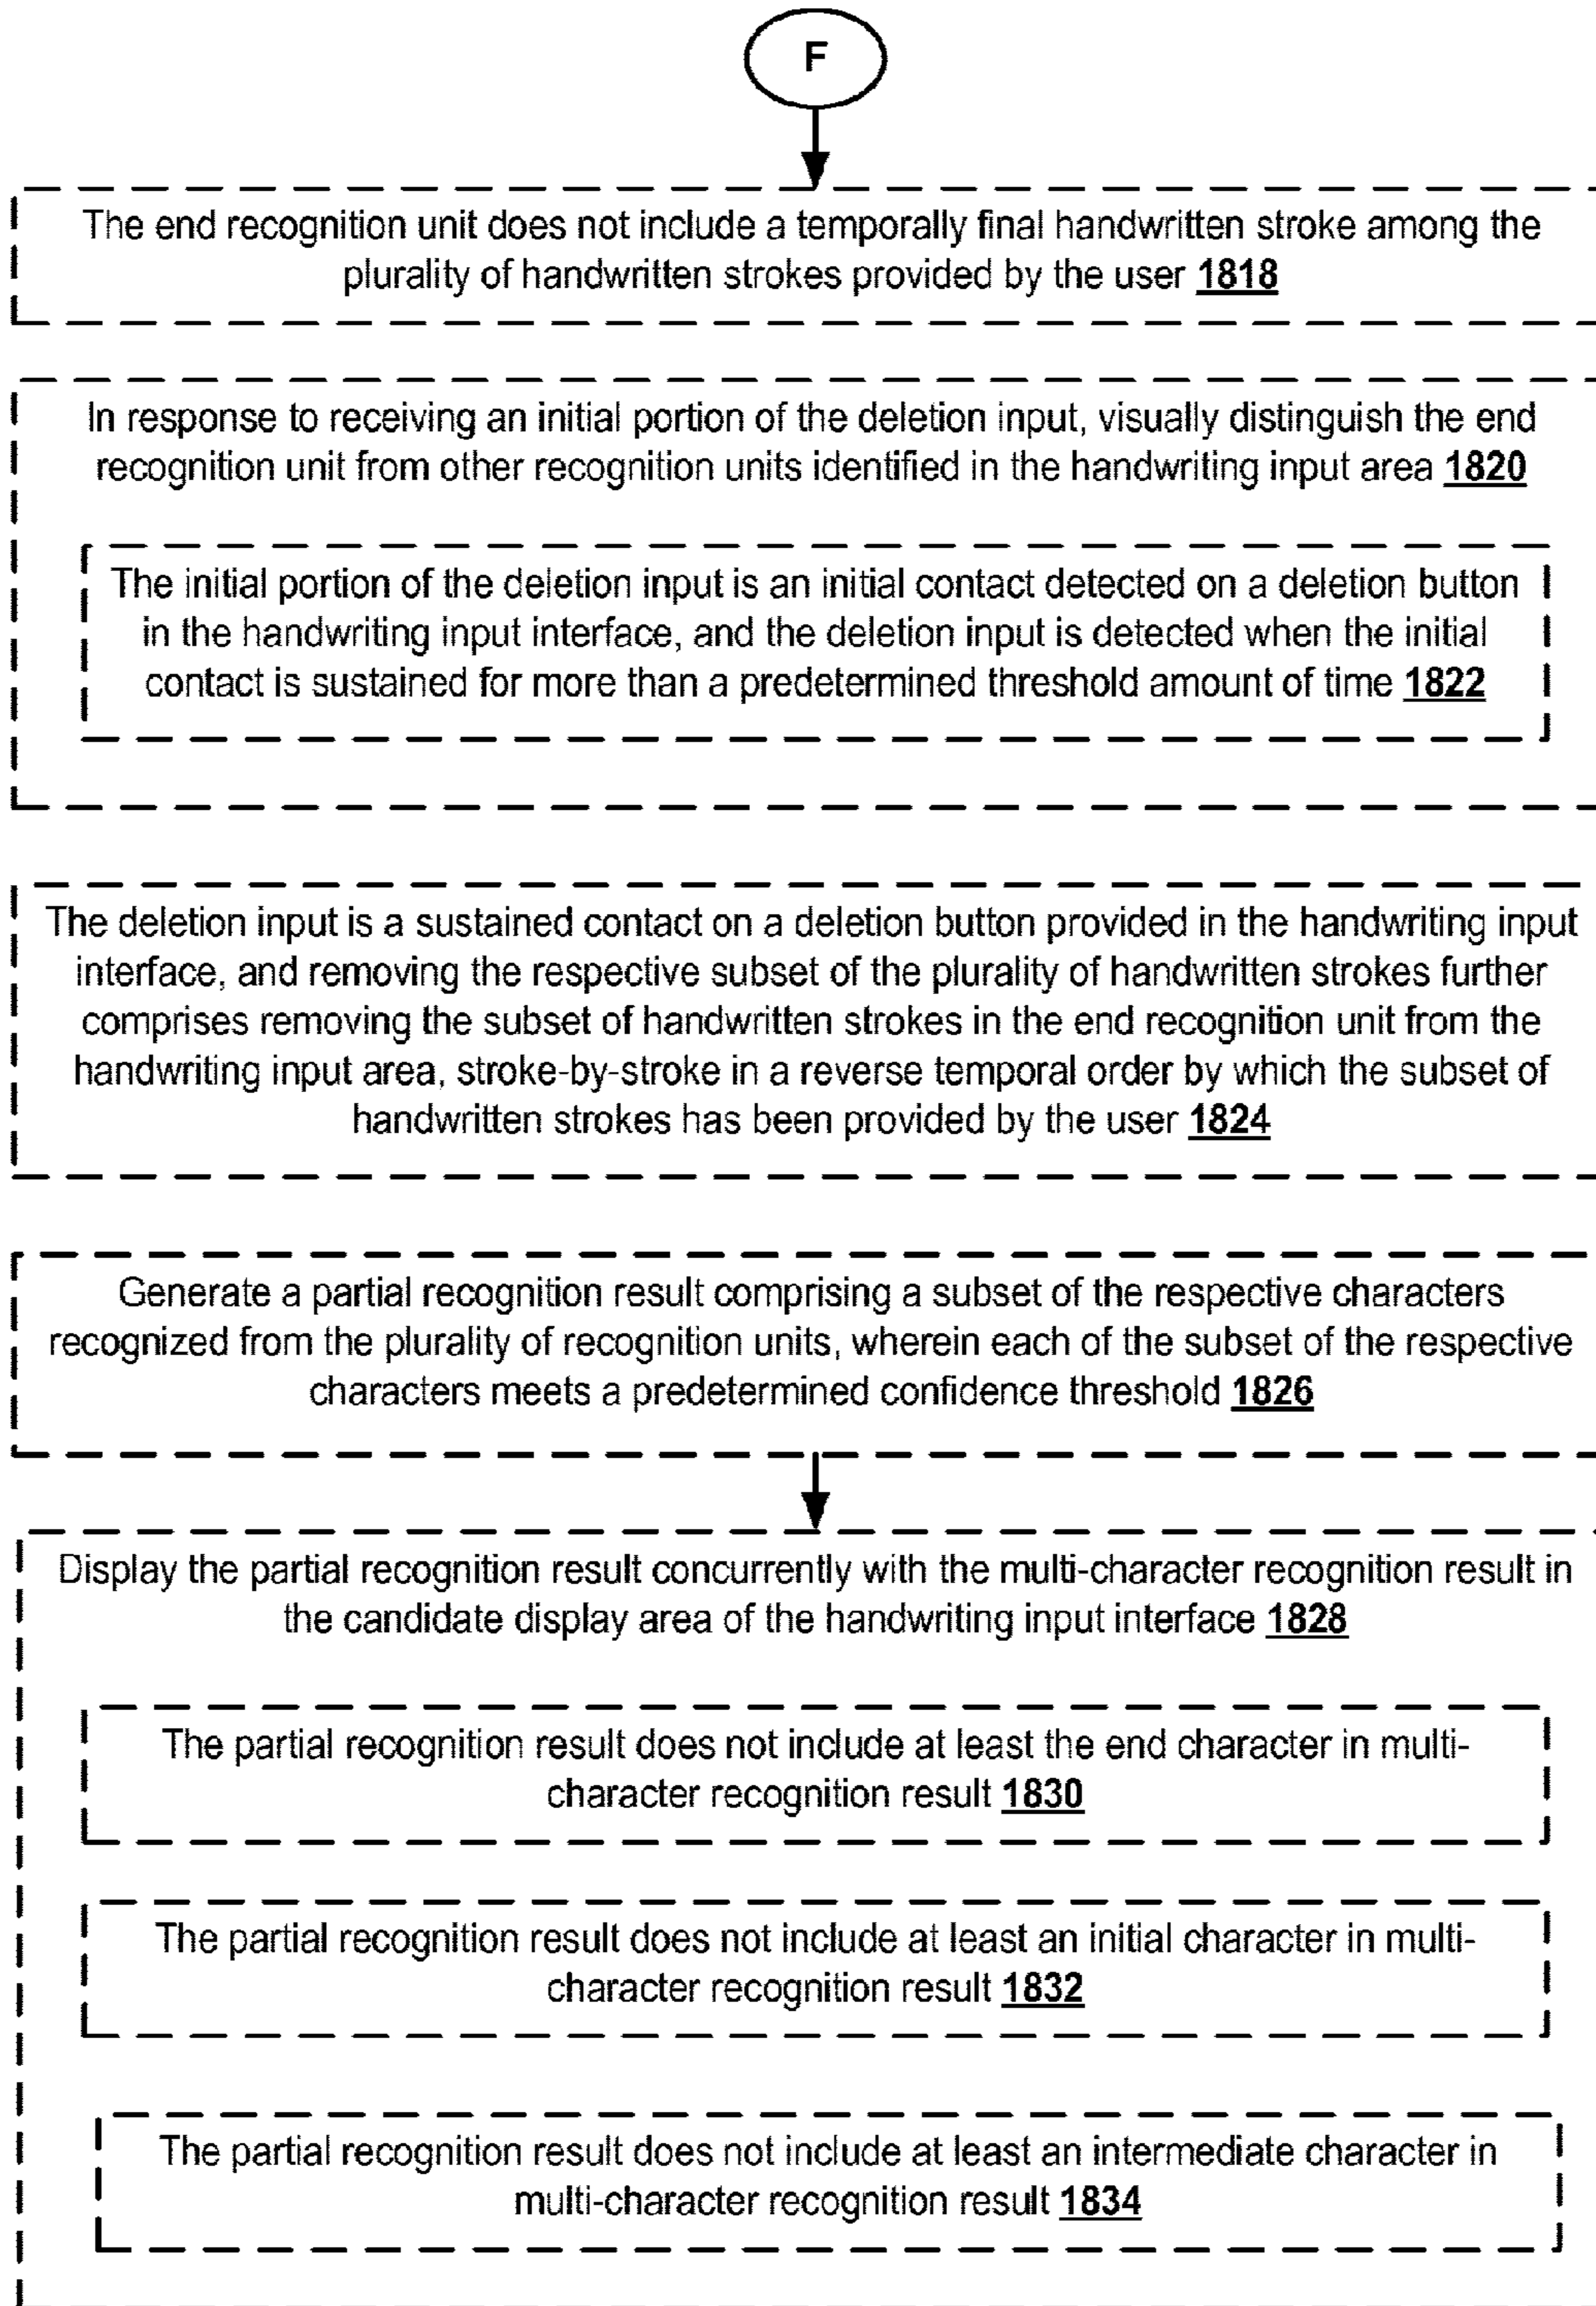 F
The end recognition unit does not include a temporally final handwritten stroke among the
plurality of handwritten strokes provided by the user 1818
In response to receiving an initial portion of the deletion input, visually distinguish the end
recognition unit from other recognition units identified in the handwriting input area 1820
The initial portion of the deletion input is an initial contact detected on a deletion button
in the handwriting input interface, and the deletion input is detected when the initial
contact is sustained for more than a predetermined threshold amount of time 1822
The deletion input is a sustained contact on a deletion button provided in the handwriting input
interface, and removing the respective subset of the plurality of handwritten strokes further
comprises removing the subset of handwritten strokes in the end recognition unit from the
handwriting input area, stroke-by-stroke in a reverse temporal order by which the subset of
handwritten strokes has been provided by the user 1824
Generate a partial recognition result comprising a subset of the respective characters
recognized from the plurality of recognition units, wherein each of the subset of the respective
characters meets a predetermined confidence threshold 1826
Display the partial recognition result concurrently with the multi-character recognition result in
the candidate display area of the handwriting input interface 1828
The partial recognition result does not include at least the end character in multi-
character recognition result 1830
The partial recognition result does not include at least an initial character in multi-
character recognition result 1832
The partial recognition result does not include at least an intermediate character in
multi-character recognition result 1834